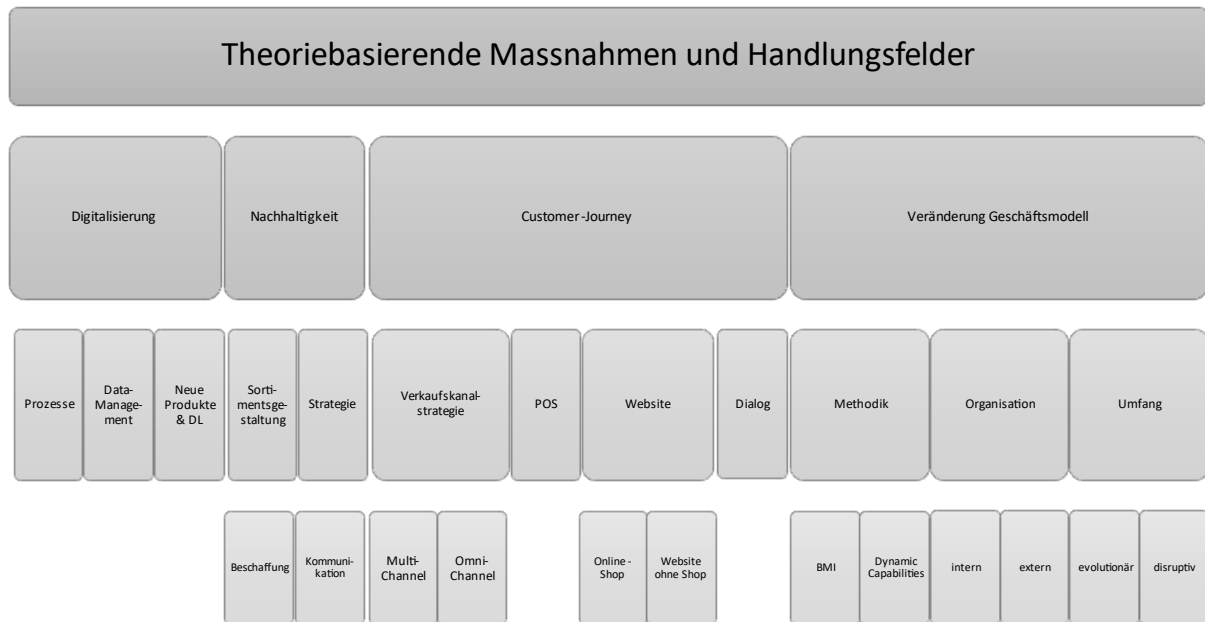 Theoriebasierende Massnahmen und Handlungsfelder
Digitalisierung
Nachhaltigkeit
Customer-Journey
Veränderung Geschäftsmodell
Prozesse
Data-
Manage-
ment
Neue
Produkte
& DL
Sorti-
mentsge-
staltung
Strategie
Verkaufskanal-
strategie
POS
Website
Dialog
Methodik
Organisation
Umfang
Beschaffung
Kommuni-
kation
Multi-
Channel
Omni-
Channel
Online-
Shop
Website
ohne Shop
BMI
Dynamic
Capabilities
intern
extern
evolutionär
disruptiv